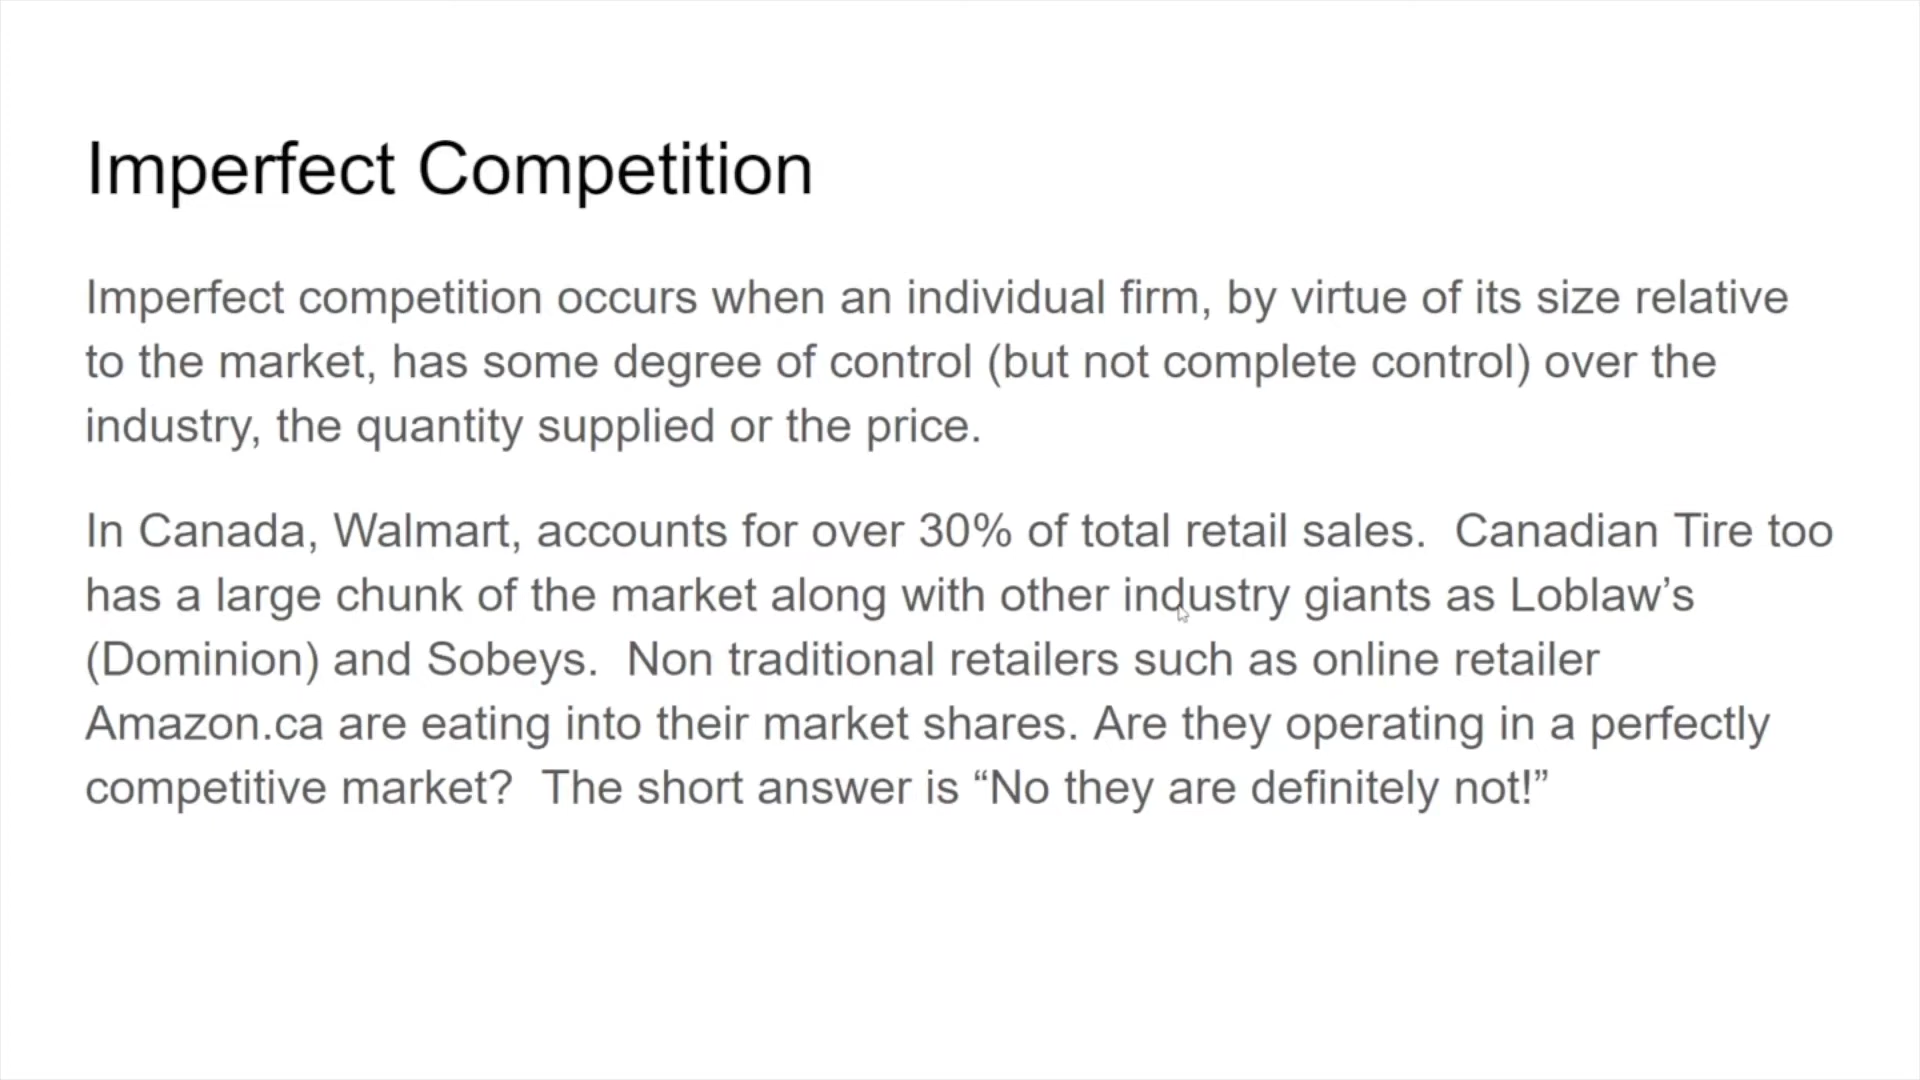 Imperfect Competition
Imperfect competition occurs when an individual firm, by virtue of its size relative
to the market, has some degree of control (but not complete control) over the
industry, the quantity supplied or the price.
In Canada, Walmart, accounts for over 30% of total retail sales.  Canadian Tire too
has a large chunk of the market along with other industry giants as Loblaw’s
(Dominion) and Sobeys.  Non traditional retailers such as online retailer
Amazon.ca are eating into their market shares. Are they operating in a perfectly
competitive market?  The short answer is “No they are definitely not!”